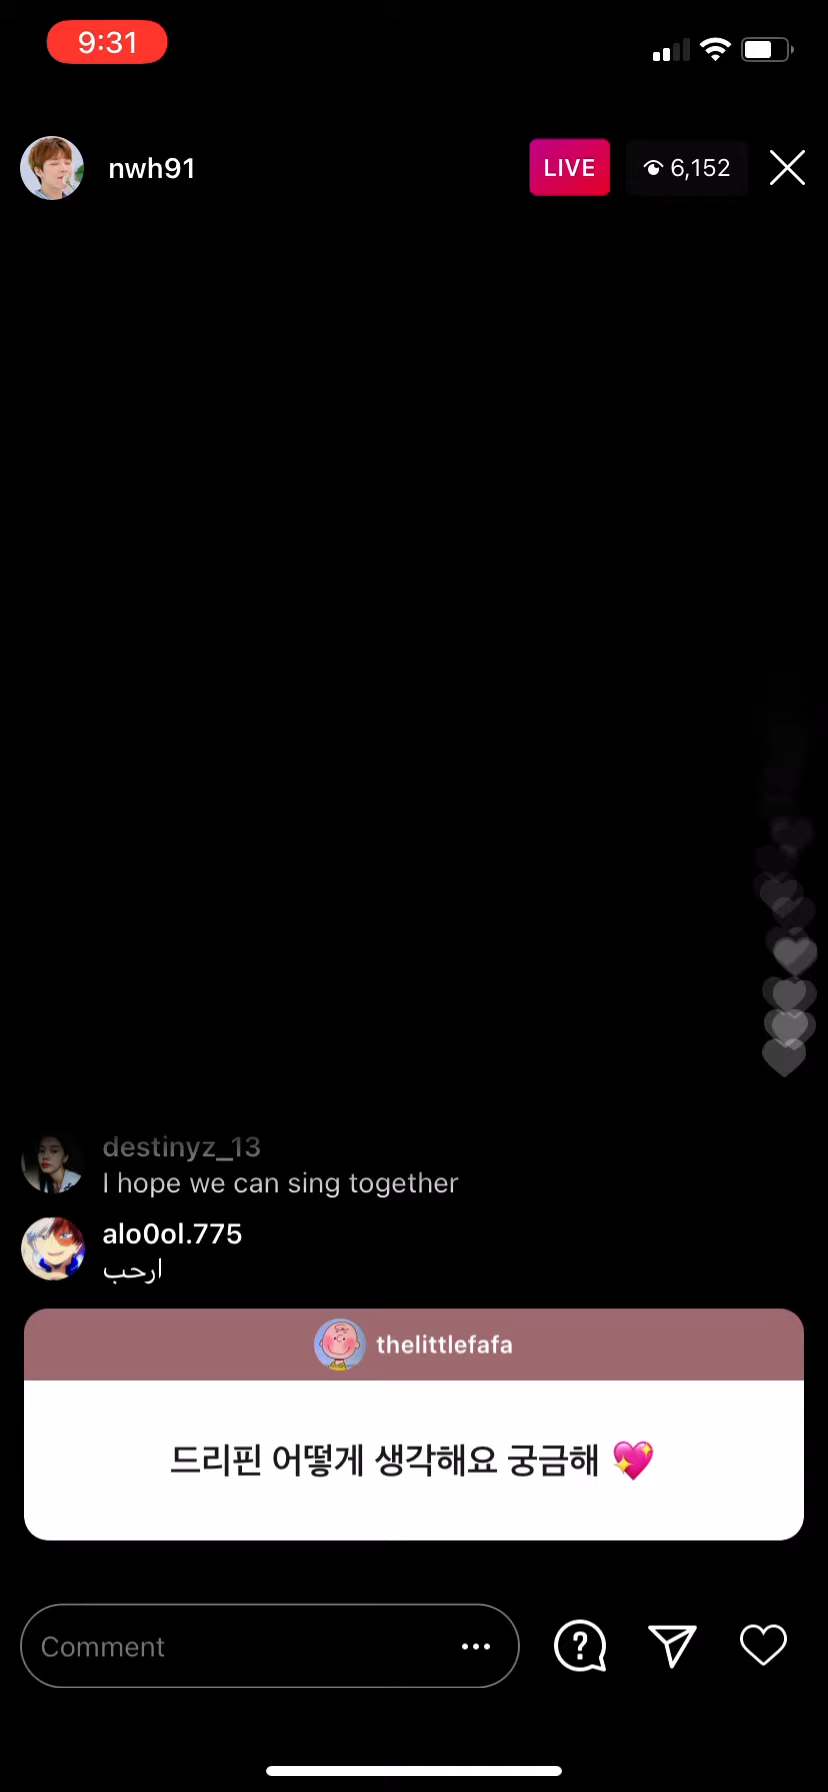 9:31
nwh91
LIVE
6,152
destinyz_13
I hope we can sing together
alo0ol.775
ارحب
thelittlefafa
드리핀 어떻게 생각해요 궁금해 💖
Comment